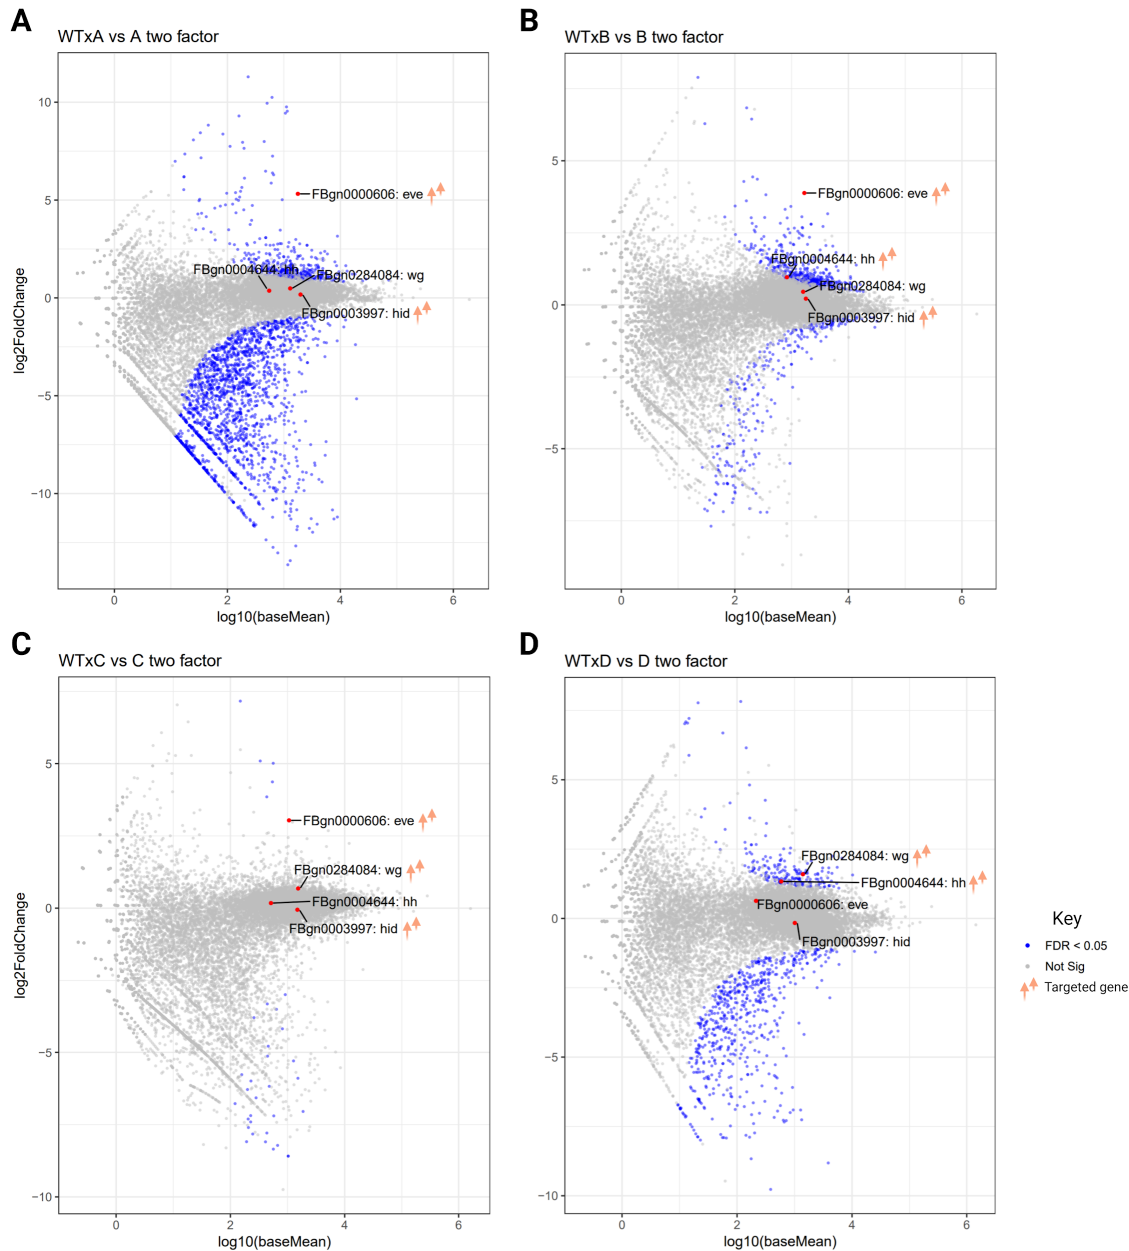 A
WTxA vs A two factor
10
5
0
−5
−10
log2FoldChange
FBgn0000606: eve
FBgn0004644: hh
FBgn0284084: wg
FBgn0003997: hid
0 2 4 6
log10(baseMean)
B
WTxB vs B two factor
5
0
−5
FBgn0000606: eve
FBgn0004644: hh
FBgn0284084: wg
FBgn0003997: hid
0 2 4 6
log10(baseMean)
C
WTxC vs C two factor
5
0
−5
−10
log2FoldChange
FBgn0000606: eve
FBgn0284084: wg
FBgn0004644: hh
FBgn0003997: hid
0 2 4 6
log10(baseMean)
D
WTxD vs D two factor
5
0
−5
−10
FBgn0284084: wg
FBgn0004644: hh
FBgn0000606: eve
FBgn0003997: hid
0 2 4 6
log10(baseMean)
Key
FDR < 0.05
Not Sig
Targeted gene